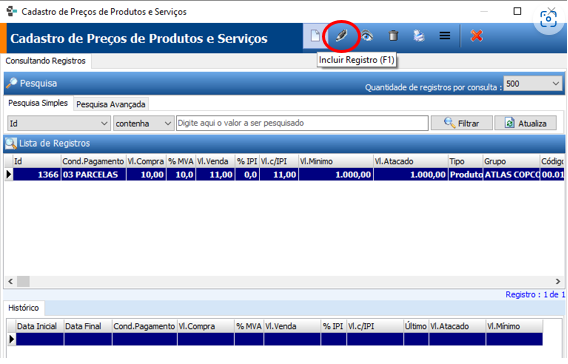 Cadastro de Preços de Produtos e Serviços
Cadastro de Preços de Produtos e Serviços
Incluir Registro (F1)
Consultando Registros
Pesquisa
Quantidade de registros por consulta : 500
Pesquisa Simples Pesquisa Avançada
Id contenha Digite aqui o valor a ser pesquisado Filtrar Atualiza
Lista de Registros
Id Cond.Pagamento Vl.Compra % MVA Vl.Venda % IPI Vl.c/IPI Vl.Minimo Vl.Atacado Tipo Grupo Código
1366 03 PARCELAS 10,00 10,0 11,00 0,0 11,00 1.000,00 1.000,00 Produto ATLAS COPCO 00.01
Registro : 1 de 1
Histórico
Data Inicial Data Final Cond.Pagamento Vl.Compra % MVA Vl.Venda % IPI Vl.c/IPI Último Vl.Atacado Vl.Mínimo